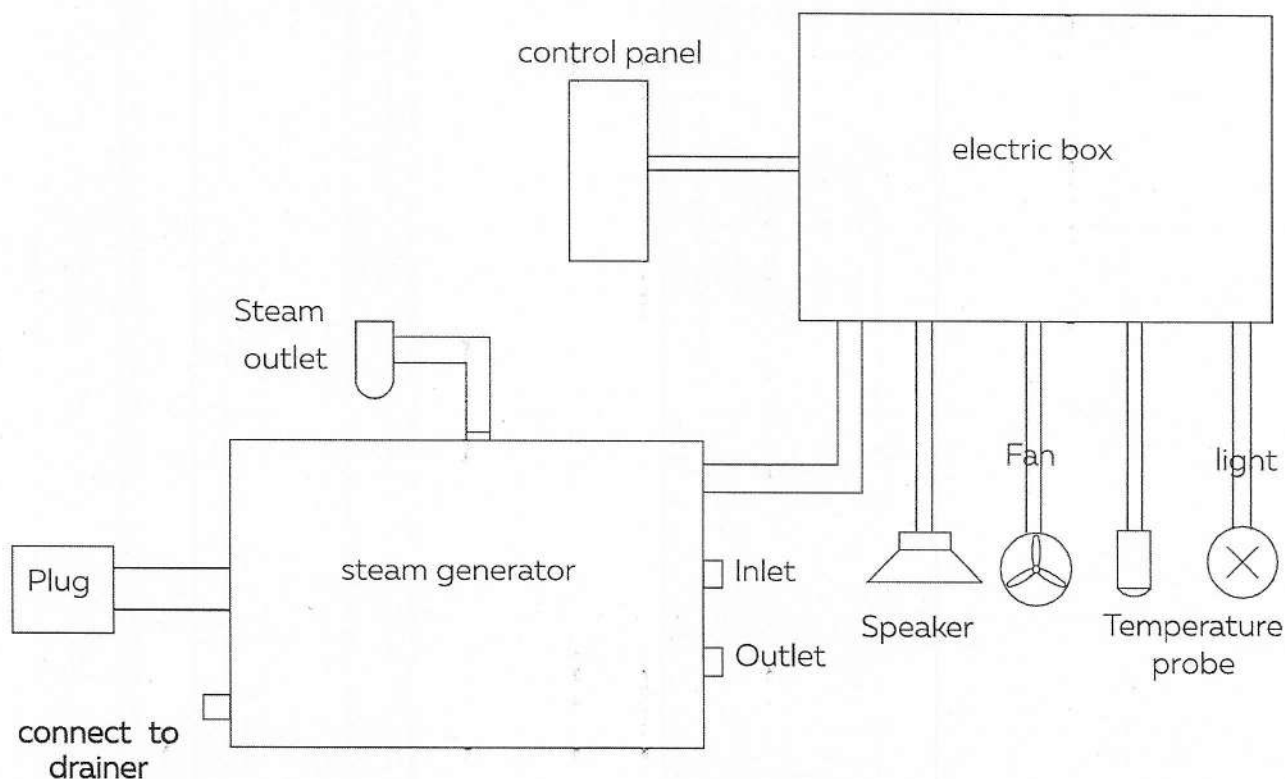 control panel
electric box
Steam
outlet
Fan
light
Plug
steam generator
Inlet
Speaker
Temperature
probe
Outlet
connect to
drainer